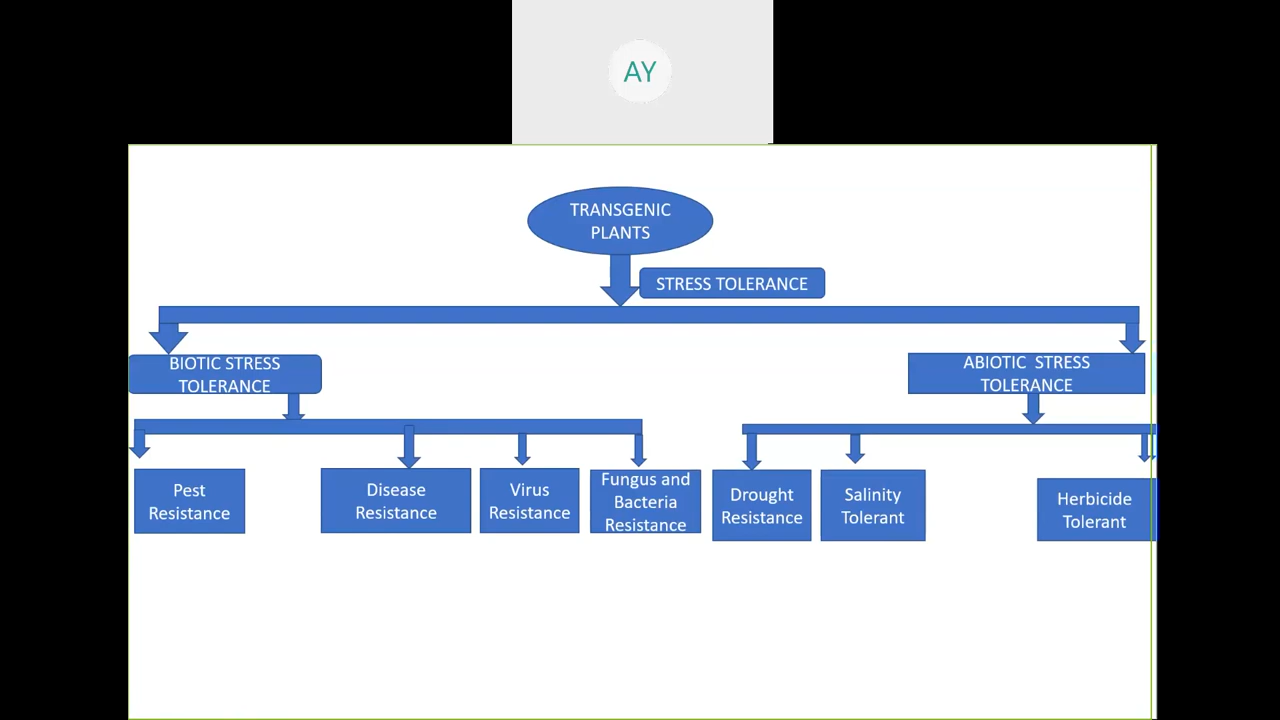 AY
TRANSGENIC
PLANTS
STRESS TOLERANCE
BIOTIC STRESS
TOLERANCE
ABIOTIC  STRESS
TOLERANCE
Pest
Resistance
Disease
Resistance
Virus
Resistance
Fungus and
Bacteria
Resistance
Drought
Resistance
Salinity
Tolerant
Herbicide
Tolerant